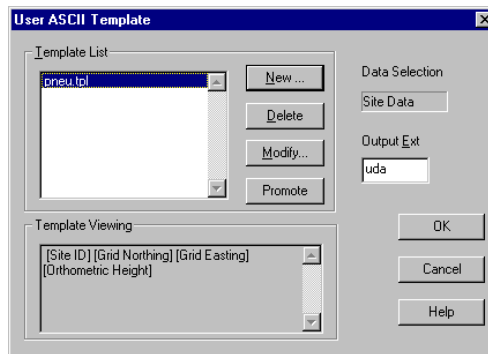 User ASCII Template
Template List
pneu.tpl
New ...
Delete
Modify...
Promote
Data Selection
Site Data
Output Ext
uda
Template Viewing
[Site ID] [Grid Northing] [Grid Easting]
[Orthometric Height]
OK
Cancel
Help